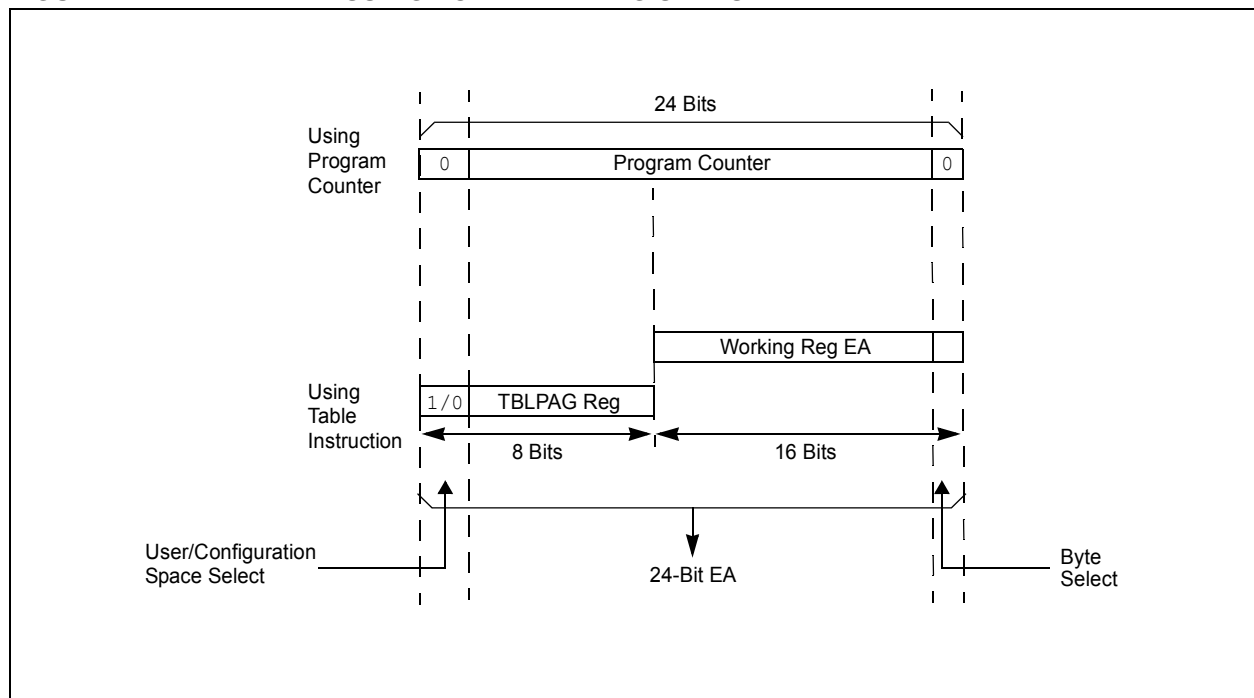 24 Bits
Using
Program
Counter
0
Program Counter
0
Working Reg EA
Using
Table
Instruction
1/0
TBLPAG Reg
8 Bits
16 Bits
User/Configuration
Space Select
24-Bit EA
Byte
Select